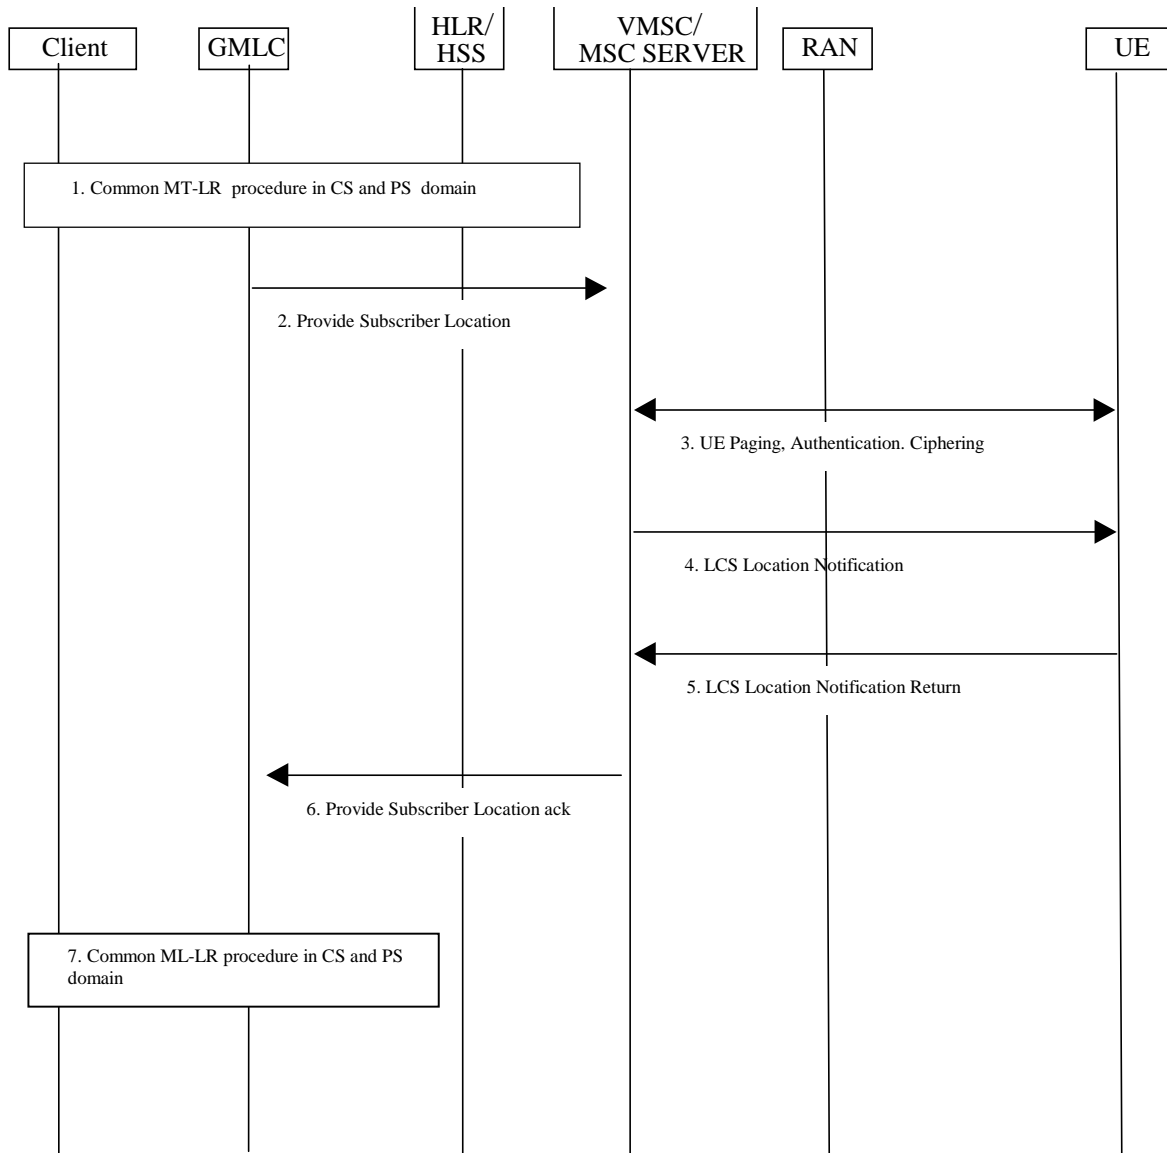 Client
GMLC
HLR/
HSS
VMSC/
MSC SERVER
RAN
UE
1. Common MT-LR procedure in CS and PS domain
2. Provide Subscriber Location
3. UE Paging, Authentication. Ciphering
4. LCS Location Notification
5. LCS Location Notification Return
6. Provide Subscriber Location ack
7. Common ML-LR procedure in CS and PS
domain